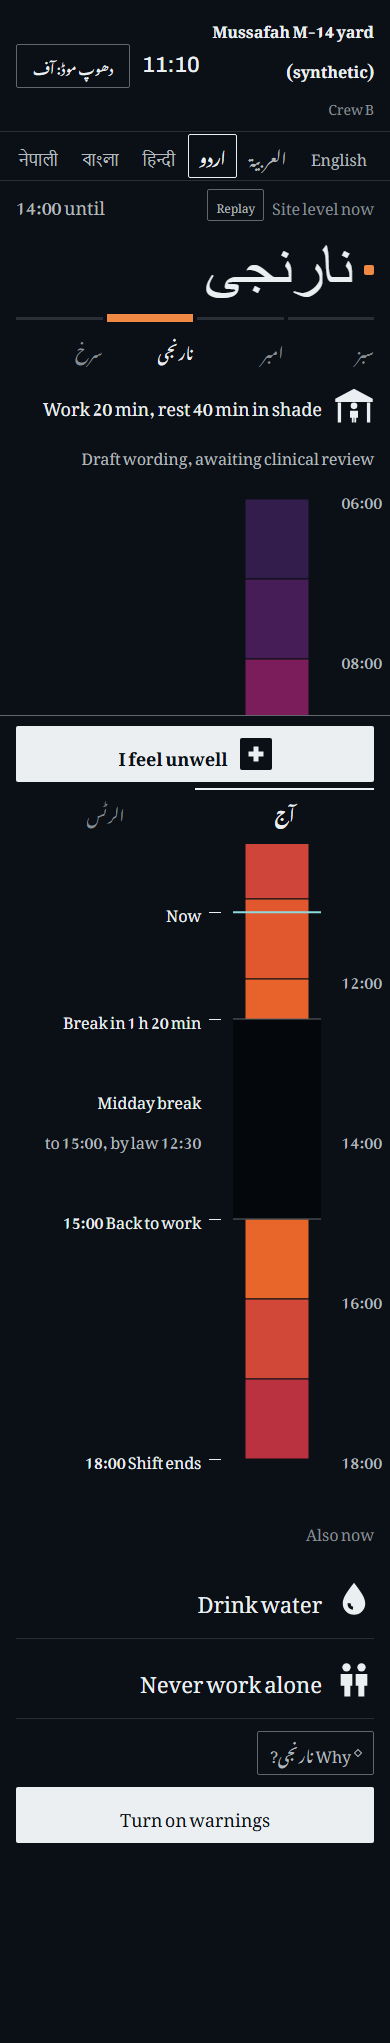 Mussafah M-14 yard
(synthetic)
Crew B
11:10
دھوپ موڈ: آف
English
العربية
اردو
हिन्दी
বাংলা
नेपाली
Site level now
Replay
14:00 until
نارنجی
سبز
امبر
نارنجی
سرخ
Work 20 min, rest 40 min in shade
Draft wording, awaiting clinical review
06:00
08:00
I feel unwell
آج
الرٹس
Now
12:00
Break in 1 h 20 min
Midday break
to 15:00, by law 12:30
14:00
15:00 Back to work
16:00
18:00 Shift ends
18:00
Also now
Drink water
Never work alone
Why نارنجی?
Turn on warnings